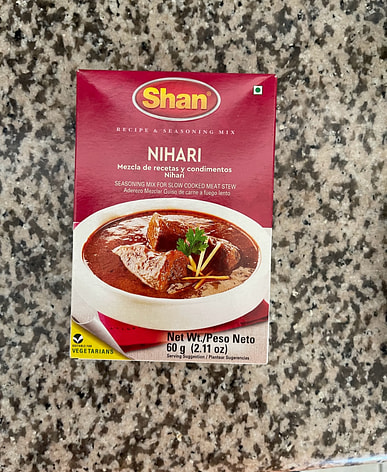 Shan®
RECIPE & SEASONING MIX
NIHARI
Mezcla de recetas y condimentos
Nihari
SEASONING MIX FOR SLOW COOKED MEAT STEW
Aderezo Mezclar Guiso de carne a fuego lento
Net Wt./Peso Neto
60 g (2.11 oz)
Serving Suggestion / Plantear Sugerencias
SUITABLE FOR
VEGETARIANS